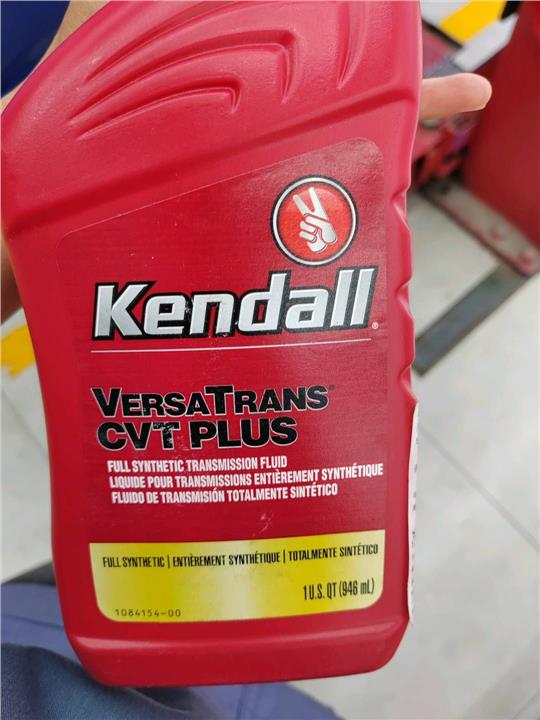 Kendall®
VERSATRANS®
CVT PLUS
FULL SYNTHETIC TRANSMISSION FLUID
LIQUIDE POUR TRANSMISSIONS ENTIÈREMENT SYNTHÉTIQUE
FLUIDO DE TRANSMISIÓN TOTALMENTE SINTÉTICO
FULL SYNTHETIC | ENTIÈREMENT SYNTHÉTIQUE | TOTALMENTE SINTÉTICO
1 U.S. QT (946 mL)
1084154-00